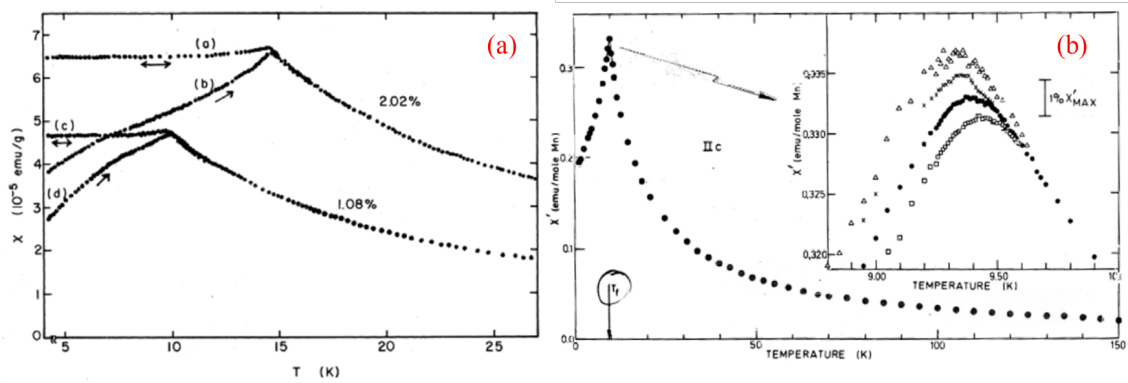 (a)
7
6
5
4
3
2
1
0
χ (10⁻⁵ emu/g)
(a)
(b)
(c)
(d)
2.02%
1.08%
5
10
15
20
25
T (K)
(b)
0.3
0.2
0.1
0.0
χ′ (emu/mole Mn)
IIc
Tf
0
50
100
150
TEMPERATURE (K)
0,335
0,330
0,325
0,320
χ′ (emu/mole Mn)
1% χ′MAX
9.00
9.50
TEMPERATURE (K)